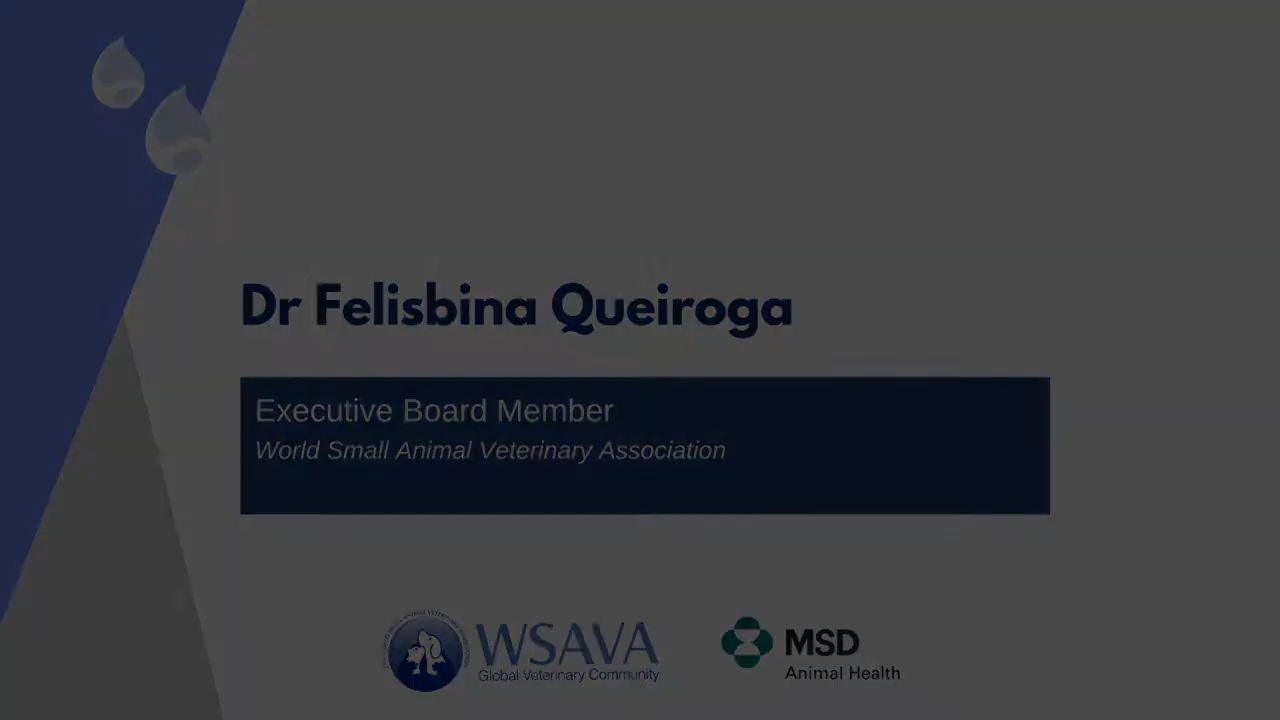 Dr Felisbina Queiroga
Executive Board Member
World Small Animal Veterinary Association
WSAVA
Global Veterinary Community
MSD
Animal Health